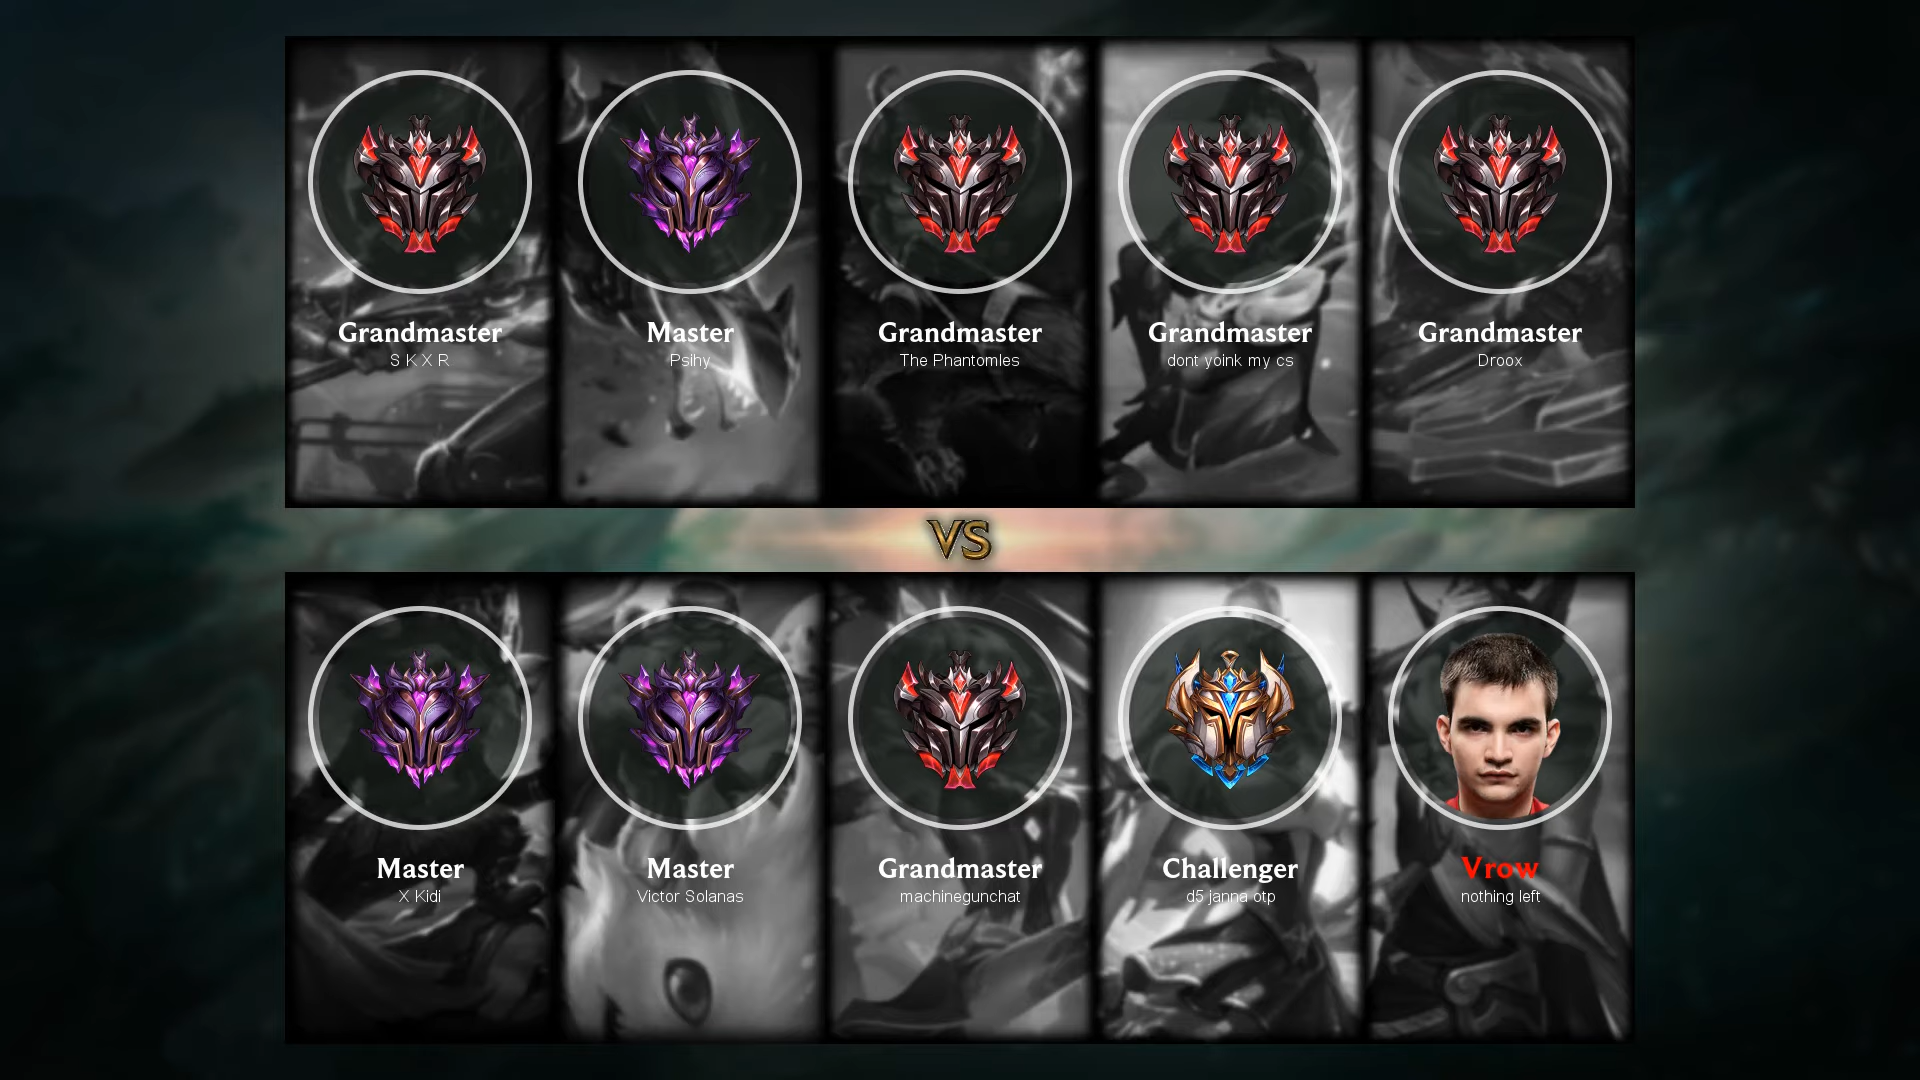 Grandmaster
S K X R
Master
Psihy
Grandmaster
The Phantomles
Grandmaster
dont yoink my cs
Grandmaster
Droox
VS
Master
X Kidi
Master
Victor Solanas
Grandmaster
machinegunchat
Challenger
d5 janna otp
Vrow
nothing left